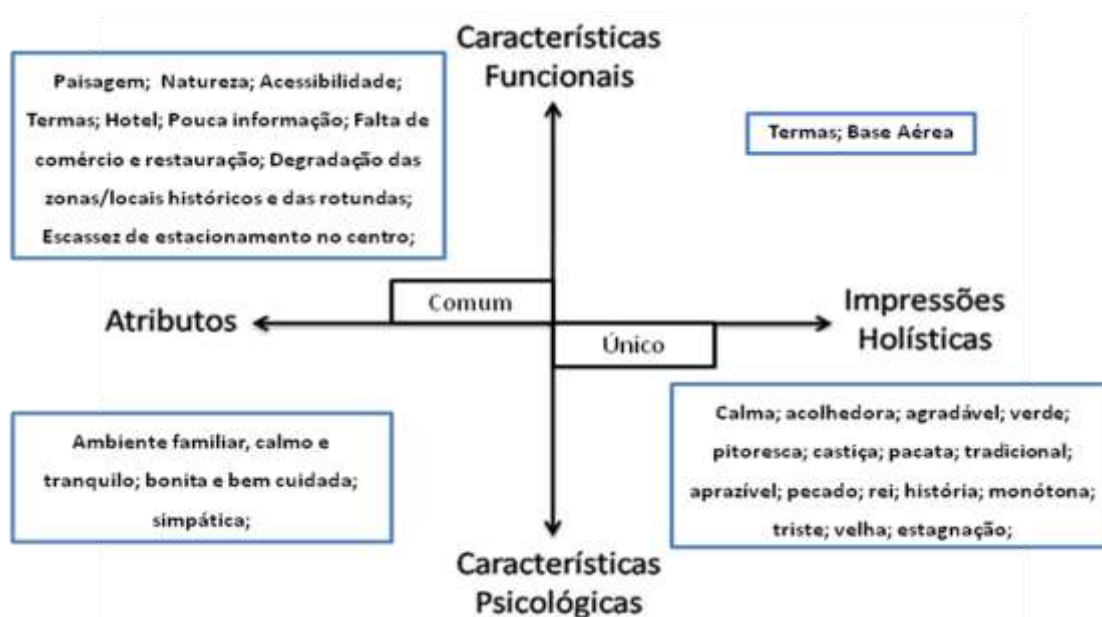 Características
Funcionais
Paisagem; Natureza; Acessibilidade;
Termas; Hotel; Pouca informação; Falta de
comércio e restauração; Degradação das
zonas/locais históricos e das rotundas;
Escassez de estacionamento no centro;
Termas; Base Aérea
Comum
Atributos
Impressões
Holísticas
Único
Ambiente familiar, calmo e
tranquilo; bonita e bem cuidada;
simpática;
Calma; acolhedora; agradável; verde;
pitoresca; castiça; pacata; tradicional;
aprazível; pecado; rei; história; monótona;
triste; velha; estagnação;
Características
Psicológicas